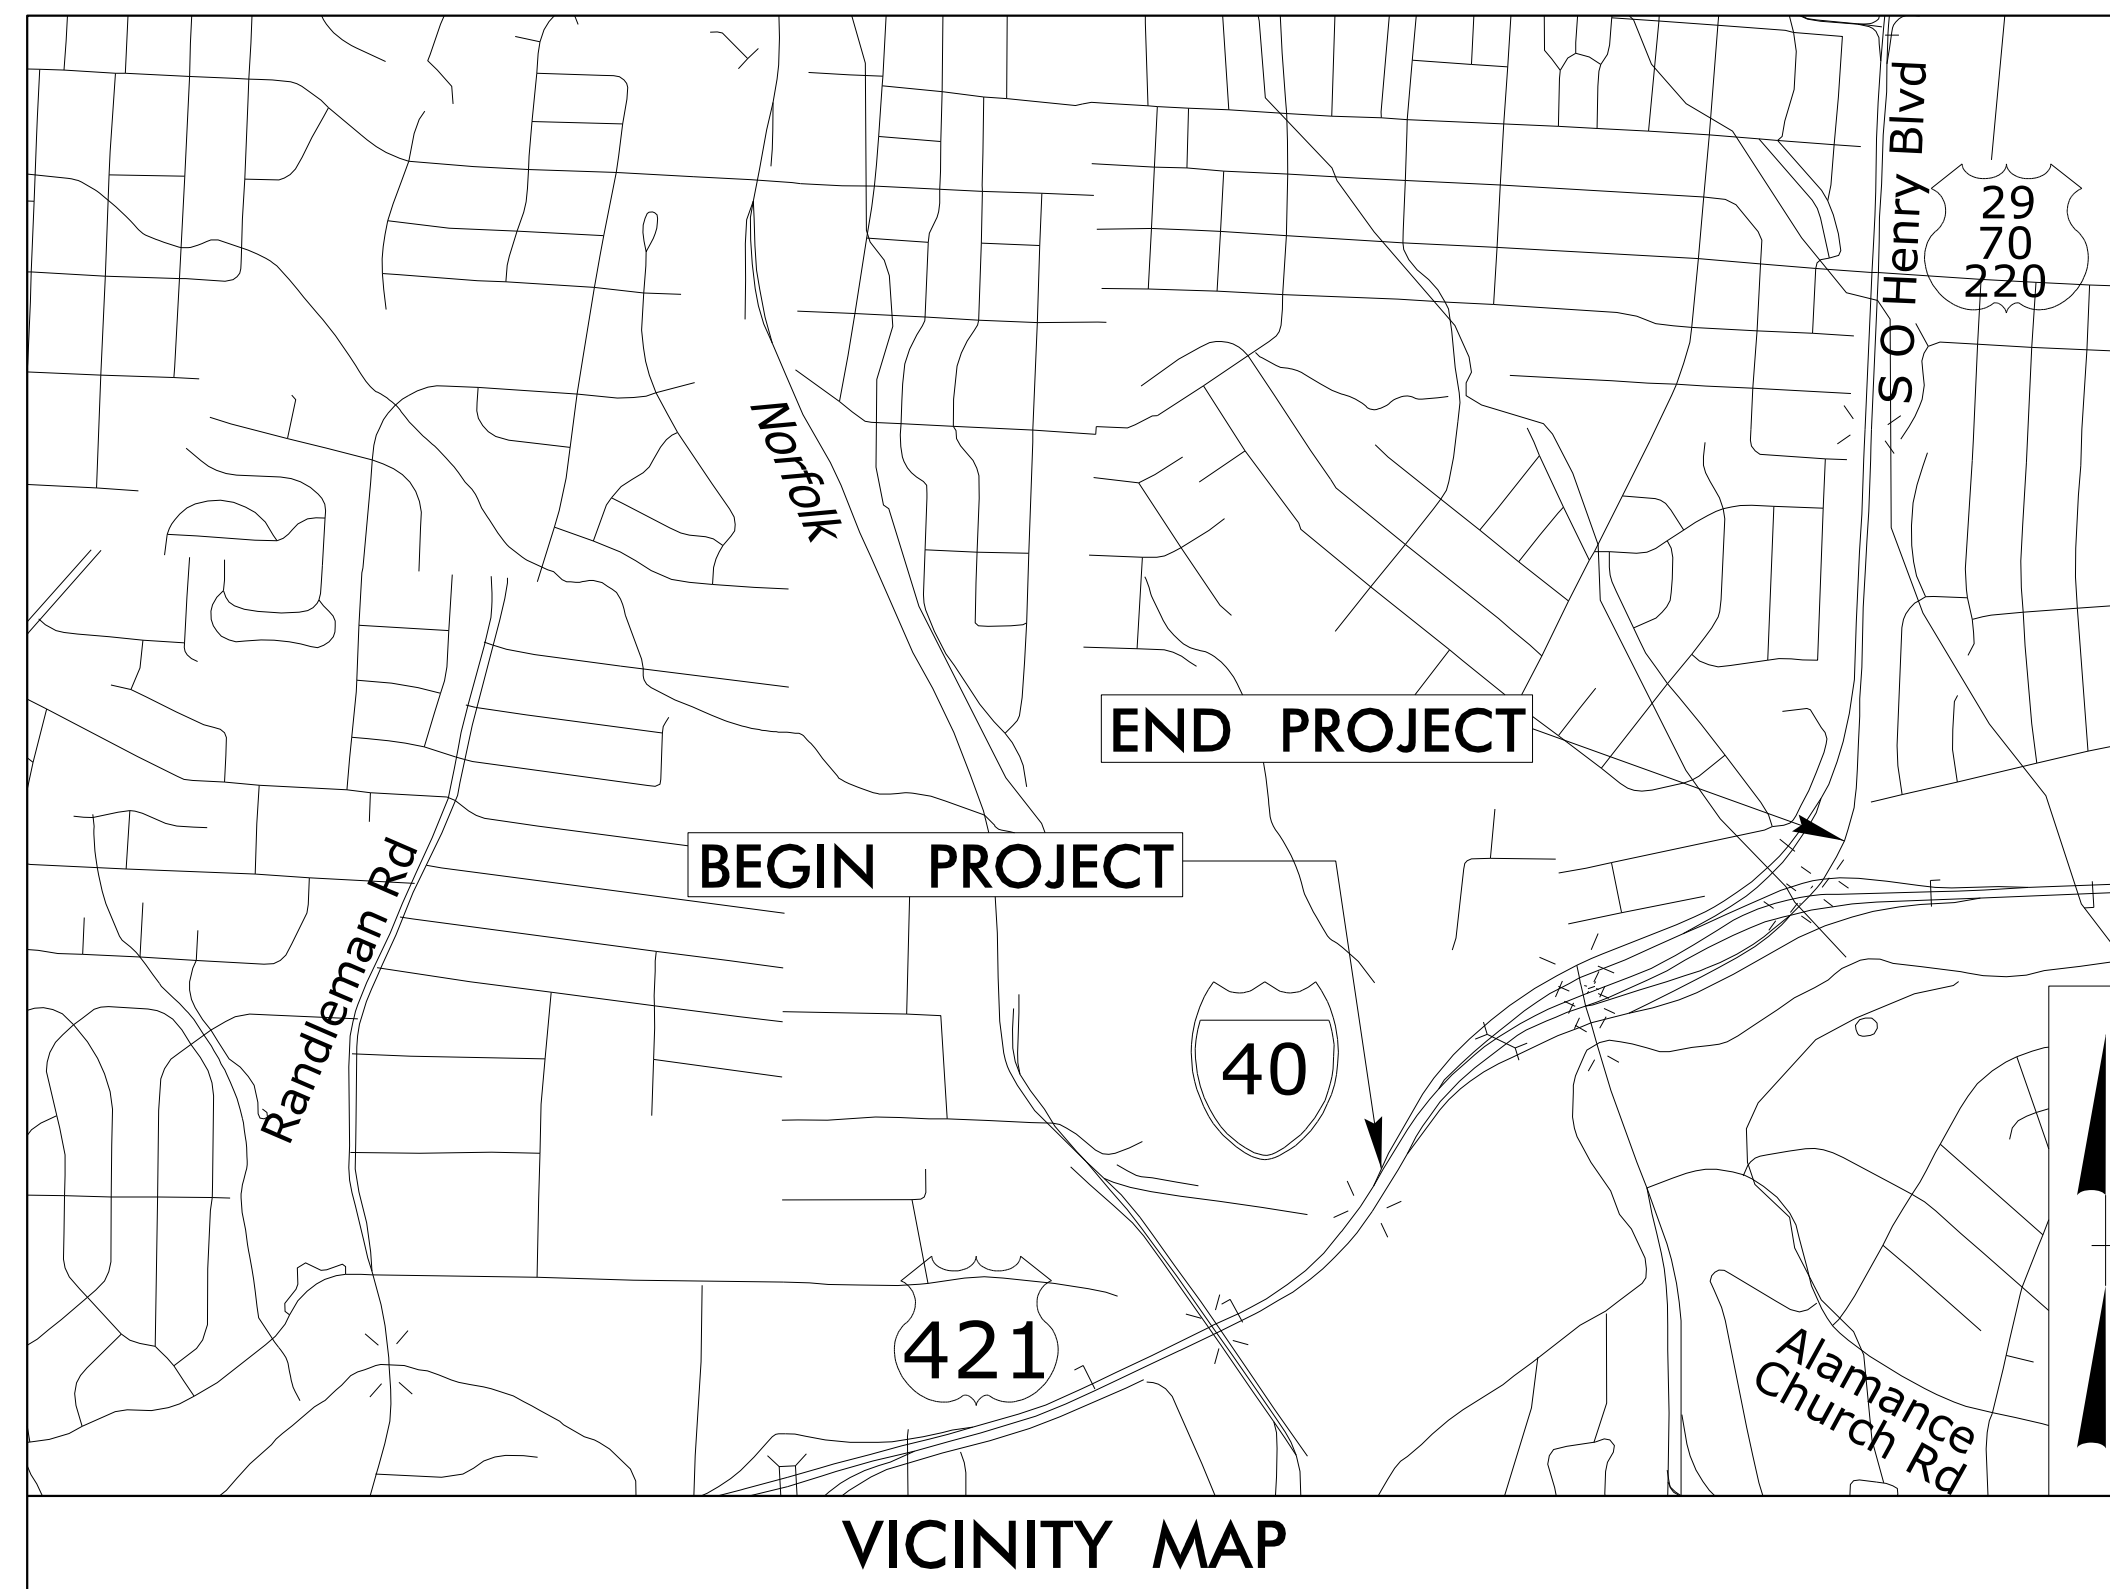 S O Henry Blvd
29
70
220
Norfolk
END PROJECT
BEGIN PROJECT
Randleman Rd
40
421
Alamance
Church Rd
VICINITY MAP